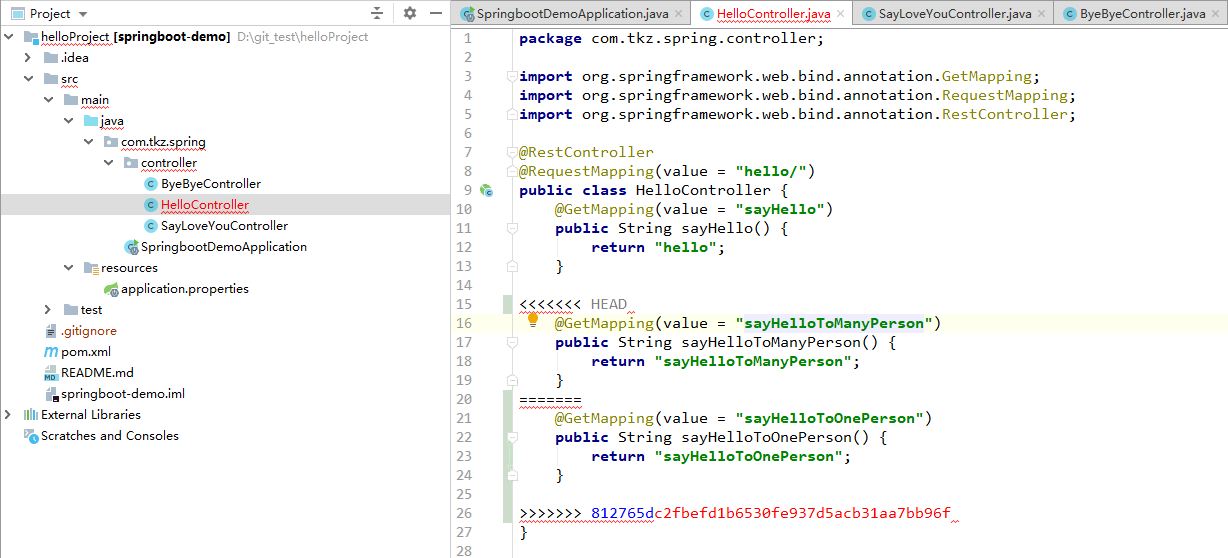 Project
helloProject [springboot-demo] D:\git_test\helloProject
.idea
src
main
java
com.tkz.spring
controller
ByeByeController
HelloController
SayLoveYouController
SpringbootDemoApplication
resources
application.properties
test
.gitignore
pom.xml
README.md
springboot-demo.iml
External Libraries
Scratches and Consoles
SpringbootDemoApplication.java HelloController.java SayLoveYouController.java ByeByeController.java
1 package com.tkz.spring.controller;
2
3 import org.springframework.web.bind.annotation.GetMapping;
4 import org.springframework.web.bind.annotation.RequestMapping;
5 import org.springframework.web.bind.annotation.RestController;
6
7 @RestController
8 @RequestMapping(value = "hello/")
9 public class HelloController {
10 @GetMapping(value = "sayHello")
11 public String sayHello() {
12 return "hello";
13 }
14
15 <<<<<<< HEAD
16 @GetMapping(value = "sayHelloToManyPerson")
17 public String sayHelloToManyPerson() {
18 return "sayHelloToManyPerson";
19 }
20 =======
21 @GetMapping(value = "sayHelloToOnePerson")
22 public String sayHelloToOnePerson() {
23 return "sayHelloToOnePerson";
24 }
25
26 >>>>>>> 812765dc2fbefd1b6530fe937d5acb31aa7bb96f
27 }
28